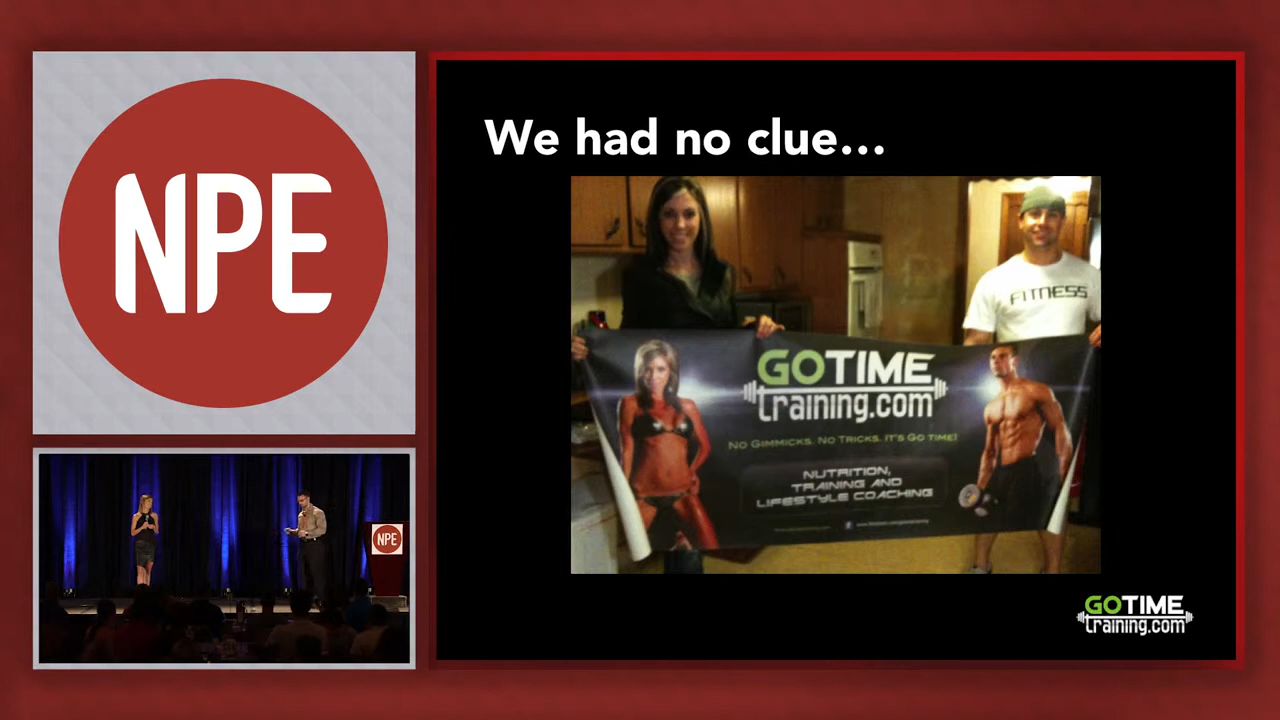 NPE
We had no clue...
FITNESS
GOTIME
training.com
NO GIMMICKS. NO TRICKS. IT'S GO TIME!
NUTRITION,
TRAINING AND
LIFESTYLE COACHING
NPE
GOTIME
training.com